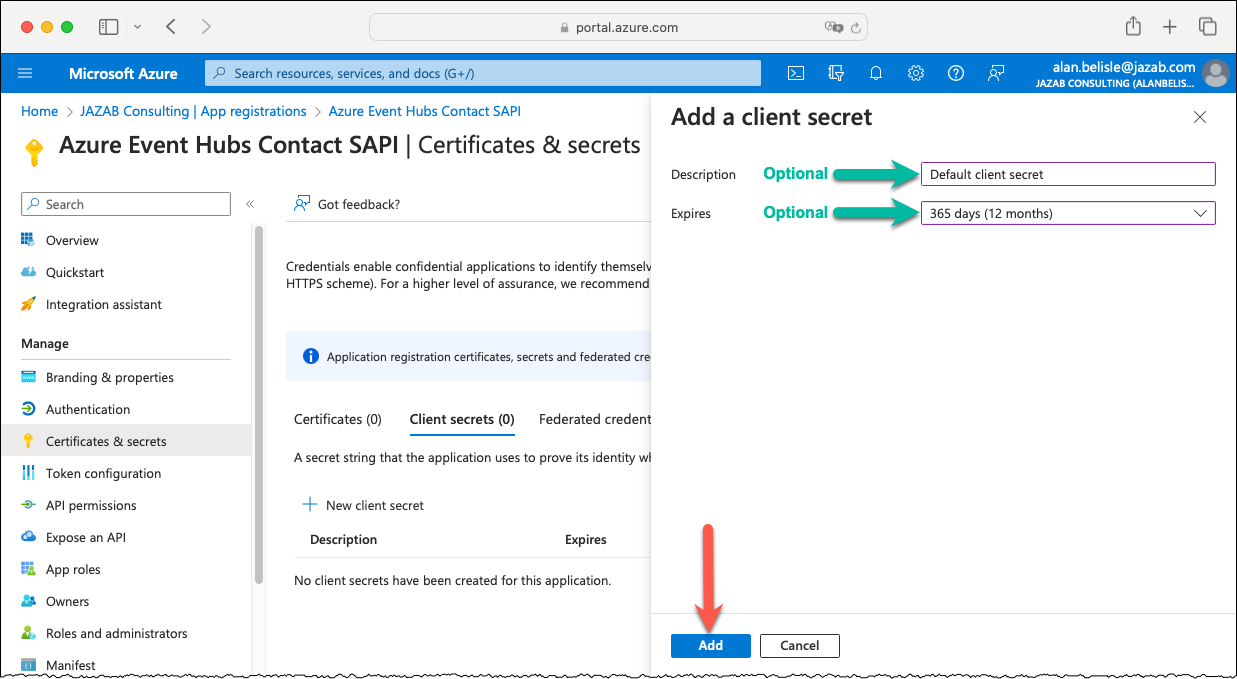 portal.azure.com
Microsoft Azure
Search resources, services, and docs (G+/)
alan.belisle@jazab.com
JAZAB CONSULTING (ALANBELIS...
Home > JAZAB Consulting | App registrations > Azure Event Hubs Contact SAPI
Azure Event Hubs Contact SAPI | Certificates & secrets
Search
«
Overview
Quickstart
Integration assistant
Manage
Branding & properties
Authentication
Certificates & secrets
Token configuration
API permissions
Expose an API
App roles
Owners
Roles and administrators
Manifest
Got feedback?
Credentials enable confidential applications to identify themselv
HTTPS scheme). For a higher level of assurance, we recommend
Application registration certificates, secrets and federated cre
Certificates (0) Client secrets (0) Federated credent
A secret string that the application uses to prove its identity wh
New client secret
Description Expires
No client secrets have been created for this application.
Add a client secret
Description Optional Default client secret
Expires Optional 365 days (12 months)
Add Cancel